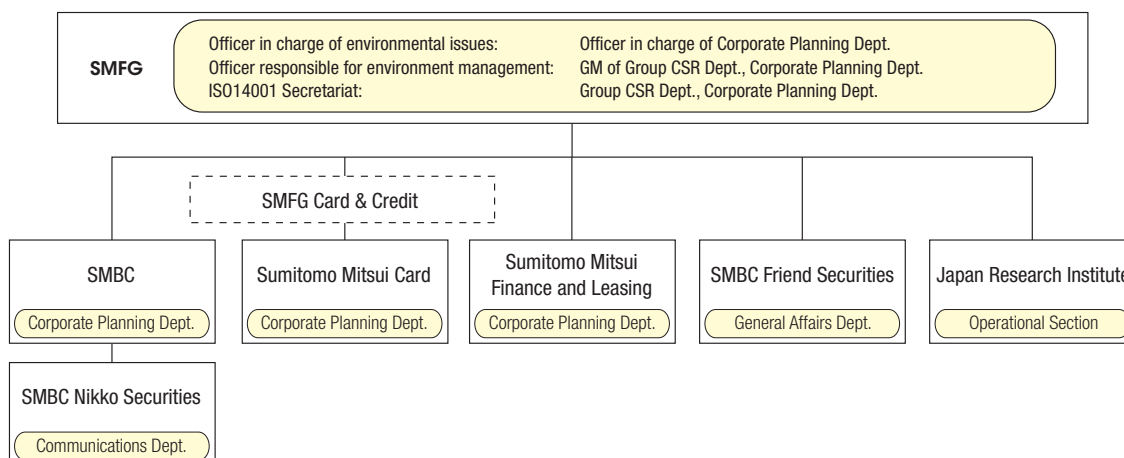 SMFG
Officer in charge of environmental issues: Officer in charge of Corporate Planning Dept.
Officer responsible for environment management: GM of Group CSR Dept., Corporate Planning Dept.
ISO14001 Secretariat: Group CSR Dept., Corporate Planning Dept.
SMFG Card & Credit
SMBC
Corporate Planning Dept.
Sumitomo Mitsui Card
Corporate Planning Dept.
Sumitomo Mitsui
Finance and Leasing
Corporate Planning Dept.
SMBC Friend Securities
General Affairs Dept.
Japan Research Institute
Operational Section
SMBC Nikko Securities
Communications Dept.